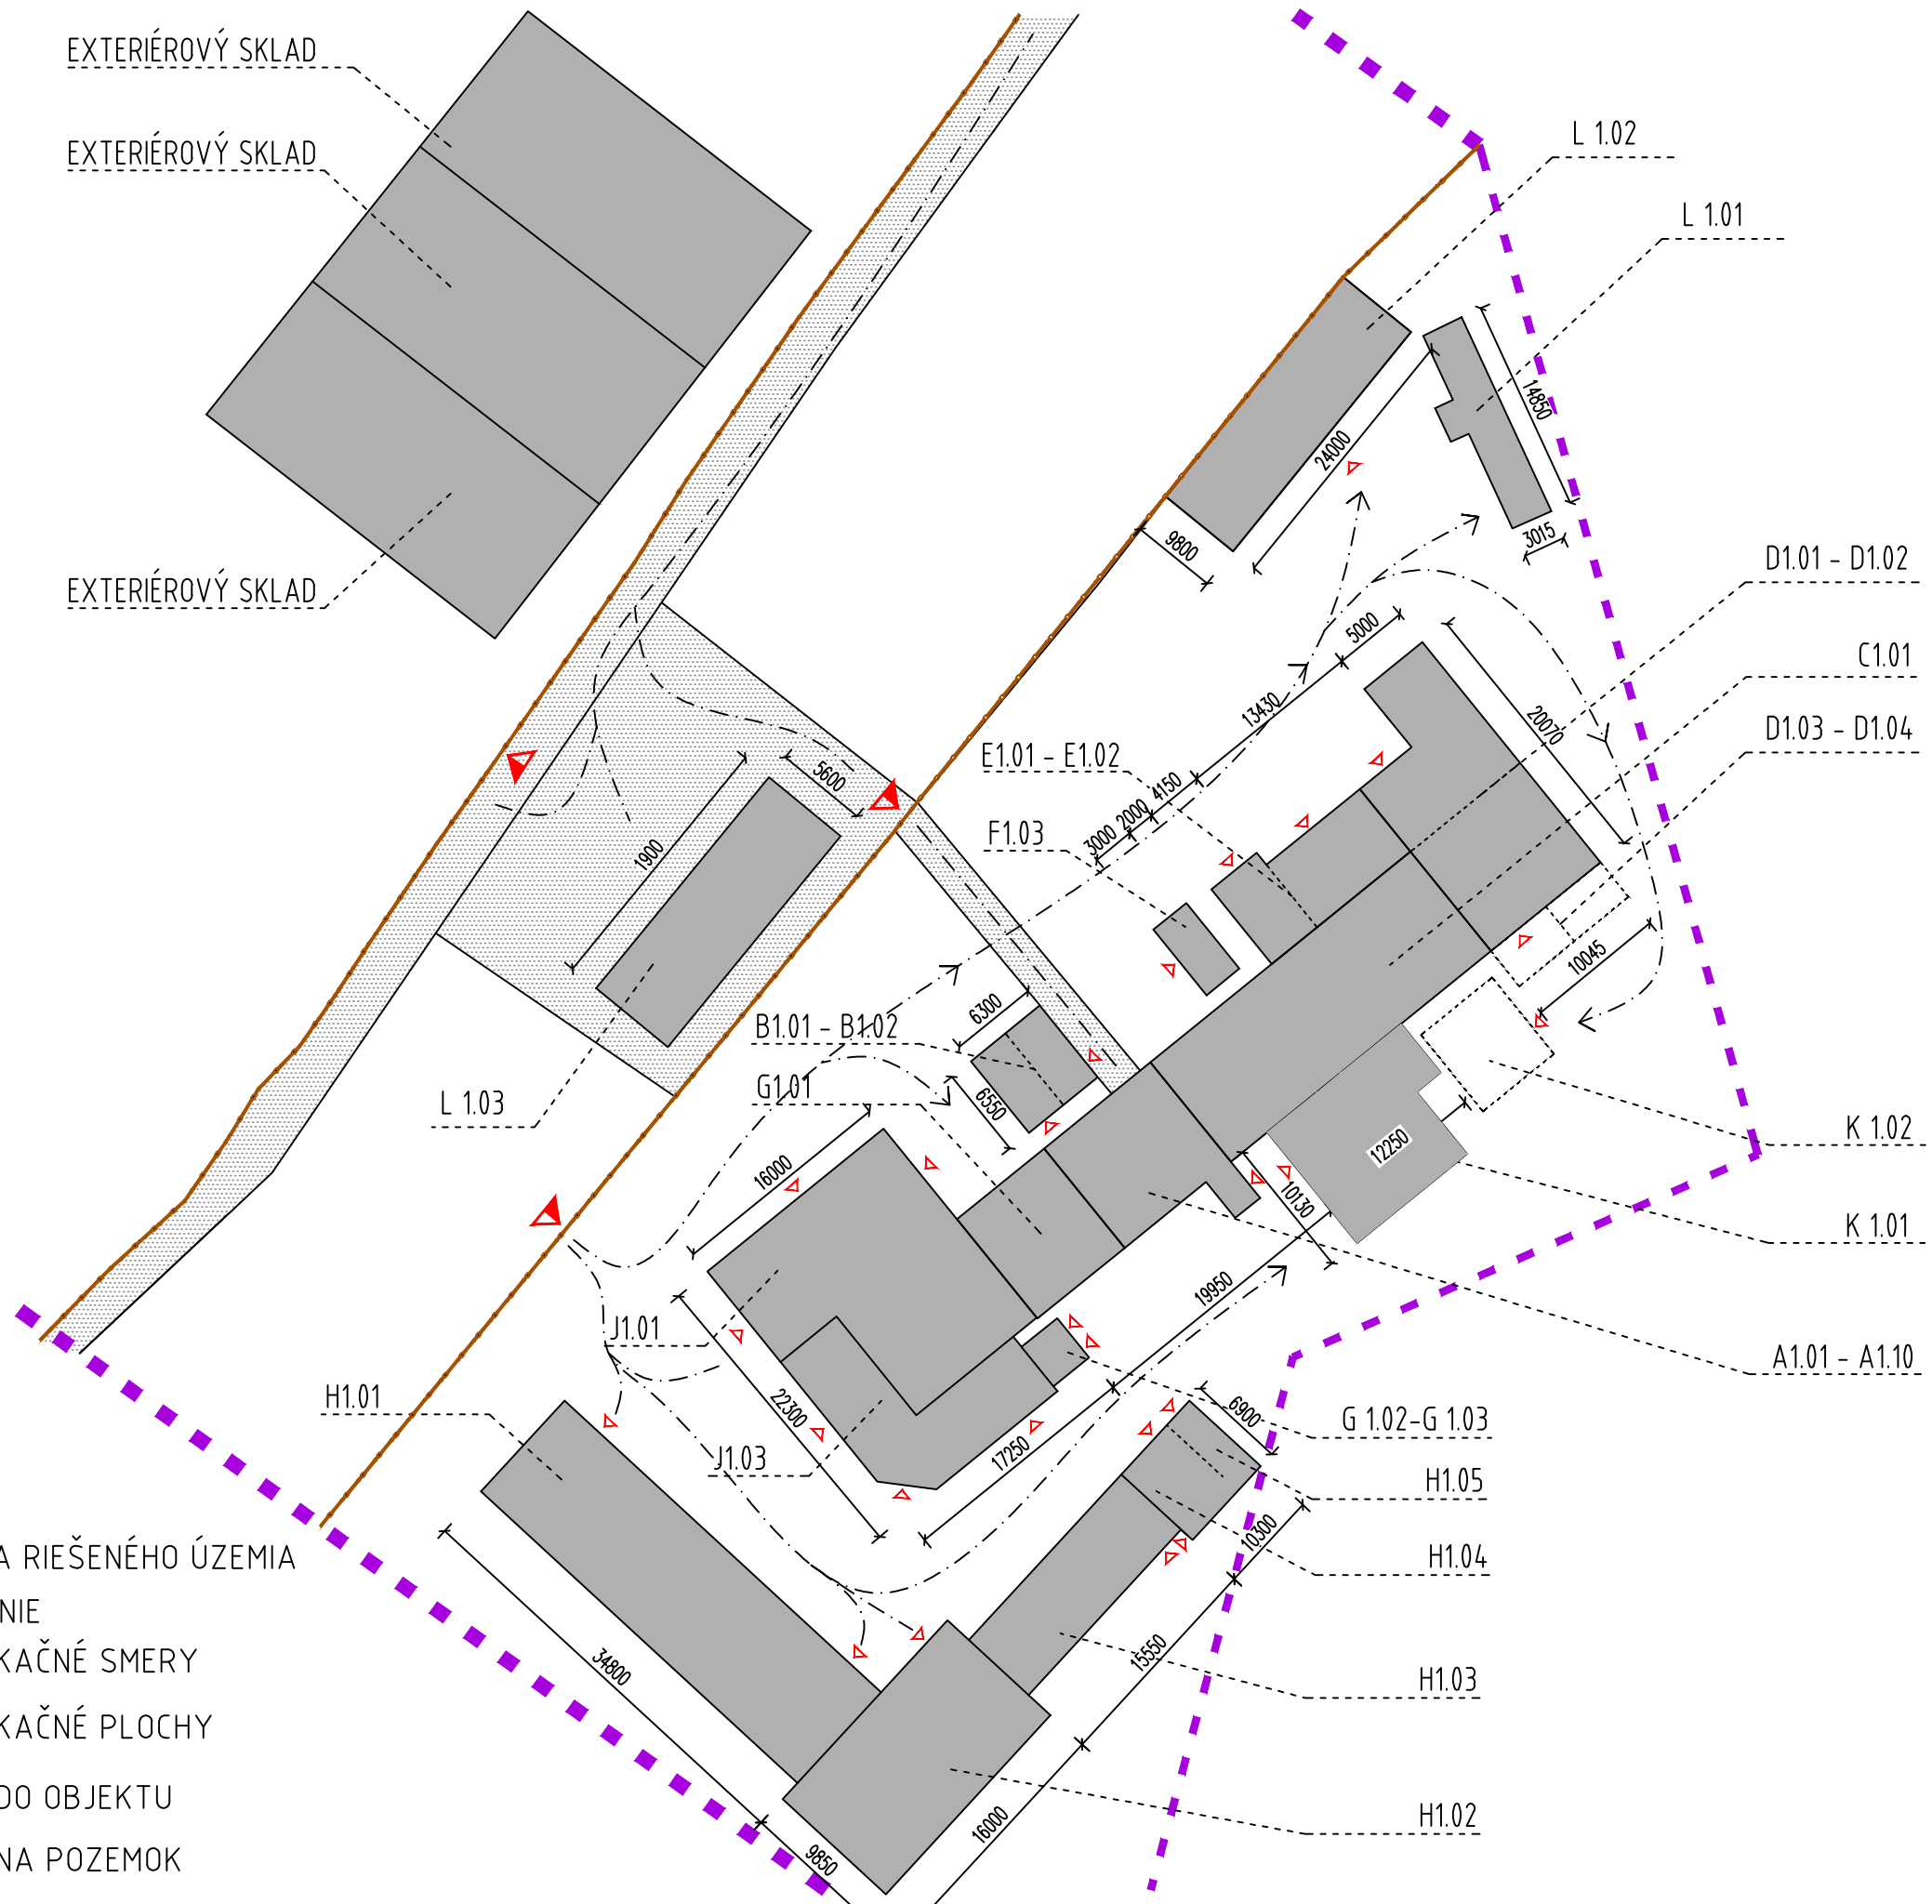 EXTERIÉROVÝ SKLAD
EXTERIÉROVÝ SKLAD
EXTERIÉROVÝ SKLAD
L 1.02
L 1.01
14850
24000
3015
9800
D1.01 - D1.02
C1.01
D1.03 - D1.04
5000
13430
20070
E1.01 - E1.02
4150
2000
3000
F1.03
5600
1900
10045
B1.01 - B1.02
6300
6550
G1.01
L 1.03
16000
12250
10130
K 1.02
K 1.01
19950
J1.01
A1.01 - A1.10
H1.01
22300
J1.03
17250
6900
G 1.02-G 1.03
H1.05
10300
H1.04
A RIEŠENÉHO ÚZEMIA
NIE
KAČNÉ SMERY
KAČNÉ PLOCHY
DO OBJEKTU
NA POZEMOK
34800
15550
H1.03
16000
H1.02
9850